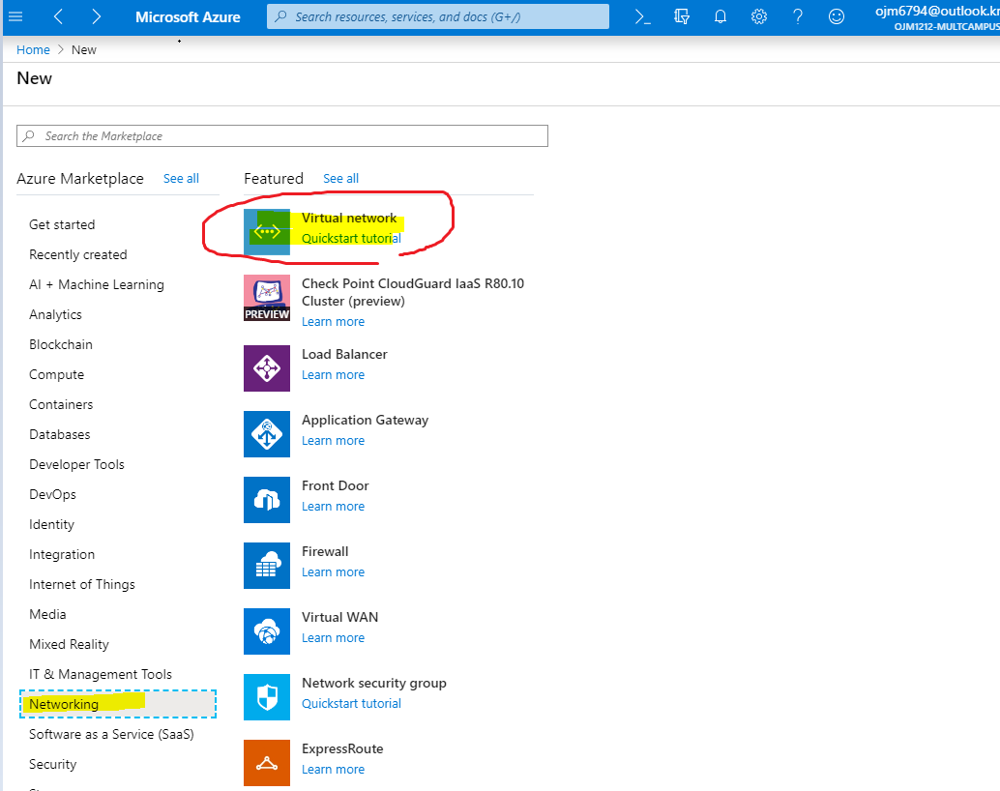 Microsoft Azure
Search resources, services, and docs (G+/)
ojm6794@outlook.kr
OJM1212-MULTCAMPUS
Home > New
New
Search the Marketplace
Azure Marketplace See all
Featured See all
Get started
Recently created
AI + Machine Learning
Analytics
Blockchain
Compute
Containers
Databases
Developer Tools
DevOps
Identity
Integration
Internet of Things
Media
Mixed Reality
IT & Management Tools
Networking
Software as a Service (SaaS)
Security
Virtual network
Quickstart tutorial
PREVIEW
Check Point CloudGuard IaaS R80.10
Cluster (preview)
Learn more
Load Balancer
Learn more
Application Gateway
Learn more
Front Door
Learn more
Firewall
Learn more
Virtual WAN
Learn more
Network security group
Quickstart tutorial
ExpressRoute
Learn more